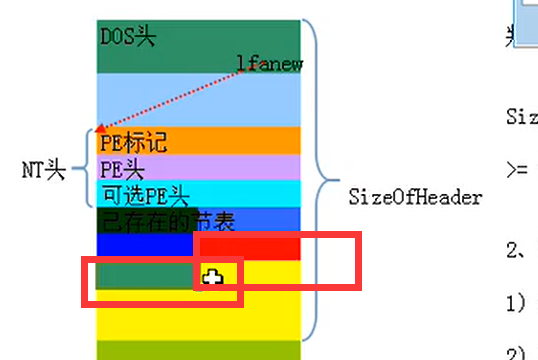 DOS头
lfanew
PE标记
NT头
PE头
可选PE头
SizeOfHeader
已存在的节表
Siz
>=
2、
1)
2)